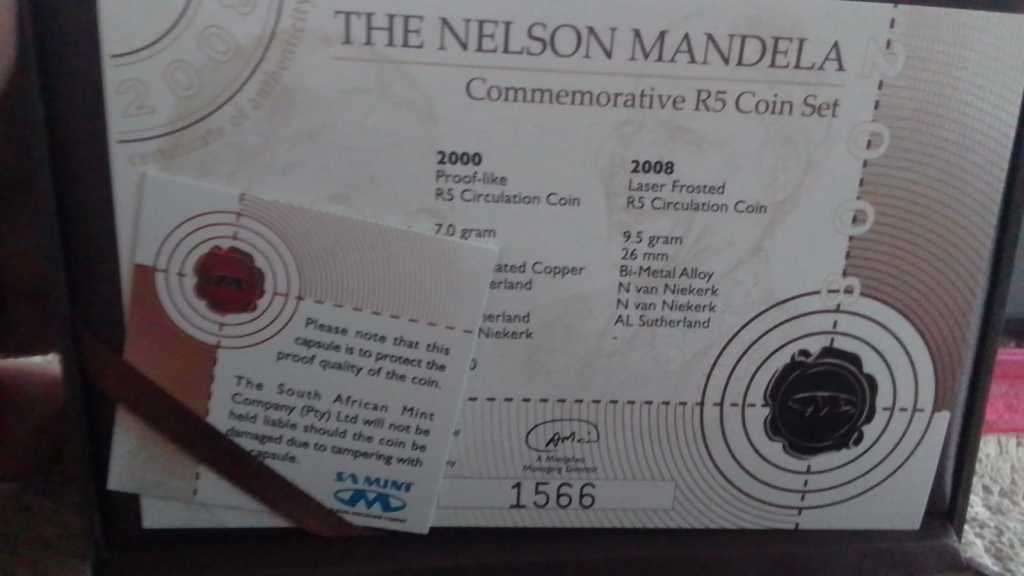 THE NELSON MANDELA
Commemorative R5 Coin Set
2008
of authenticity
2008
2000
Proof-like
R5 Circulation Coin
7.0 gram
ated Copper
erland
erland
Niekerk
2008
Laser Frosted
R5 Circulation Coin
9.5 gram
26 mm
Bi-Metal Alloy
N van Niekerk
N van Niekerk
AL Sutherland
-
Please note that this
capsule is to protect the
proof quality of the coin.
The South African Mint
Company (Pty) Ltd will not be
held liable should the coin be
damaged due to tampering with
capsule.
SA MINT
Managing Director
1566